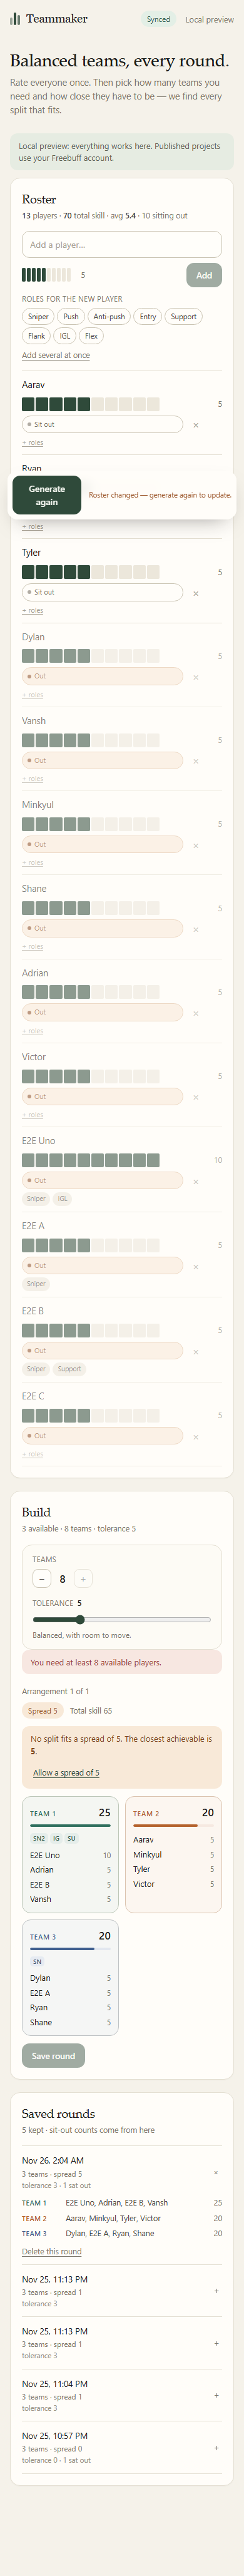 Teammaker
Synced
Local preview
Balanced teams, every round.
Rate everyone once. Then pick how many teams you
need and how close they have to be — we find every
split that fits.
Local preview: everything works here. Published projects
use your Freebuff account.
Roster
13 players · 70 total skill · avg 5.4 · 10 sitting out
Add a player…
5
Add
ROLES FOR THE NEW PLAYER
Sniper Push Anti-push Entry Support
Flank IGL Flex
Add several at once
Aarav
5
Sit out ×
+ roles
Ryan
Generate
again
Roster changed — generate again to update.
+ roles
Tyler
5
Sit out ×
+ roles
Dylan
5
Out ×
+ roles
Vansh
5
Out ×
+ roles
Minkyul
5
Out ×
+ roles
Shane
5
Out ×
+ roles
Adrian
5
Out ×
+ roles
Victor
5
Out ×
+ roles
E2E Uno
10
Out ×
Sniper IGL
E2E A
5
Out ×
Sniper
E2E B
5
Out ×
Sniper Support
E2E C
5
Out ×
+ roles
Build
3 available · 8 teams · tolerance 5
TEAMS
− 8 +
TOLERANCE 5
Balanced, with room to move.
You need at least 8 available players.
Arrangement 1 of 1
Spread 5 Total skill 65
No split fits a spread of 5. The closest achievable is
5.
Allow a spread of 5
TEAM 1 25
SN2 IG SU
E2E Uno 10
Adrian 5
E2E B 5
Vansh 5
TEAM 2 20
Aarav 5
Minkyul 5
Tyler 5
Victor 5
TEAM 3 20
SN
Dylan 5
E2E A 5
Ryan 5
Shane 5
Save round
Saved rounds
5 kept · sit-out counts come from here
Nov 26, 2:04 AM
3 teams · spread 5
tolerance 3 · 1 sat out
×
TEAM 1 E2E Uno, Adrian, E2E B, Vansh 25
TEAM 2 Aarav, Minkyul, Tyler, Victor 20
TEAM 3 Dylan, E2E A, Ryan, Shane 20
Delete this round
Nov 25, 11:13 PM
3 teams · spread 1
tolerance 3
+
Nov 25, 11:13 PM
3 teams · spread 1
tolerance 3
+
Nov 25, 11:04 PM
3 teams · spread 1
tolerance 3
+
Nov 25, 10:57 PM
3 teams · spread 0
tolerance 0 · 1 sat out
+